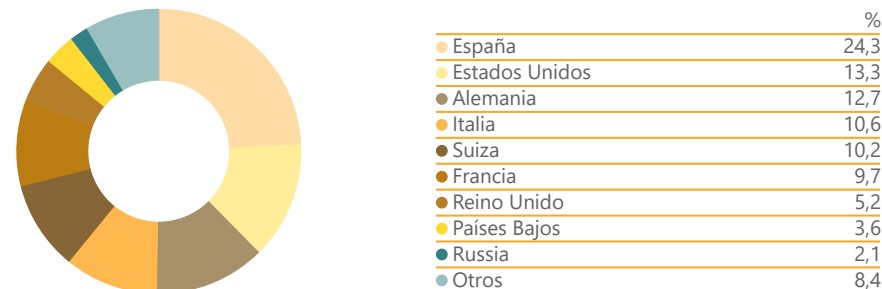 %
España 24,3
Estados Unidos 13,3
Alemania 12,7
Italia 10,6
Suiza 10,2
Francia 9,7
Reino Unido 5,2
Países Bajos 3,6
Russia 2,1
Otros 8,4